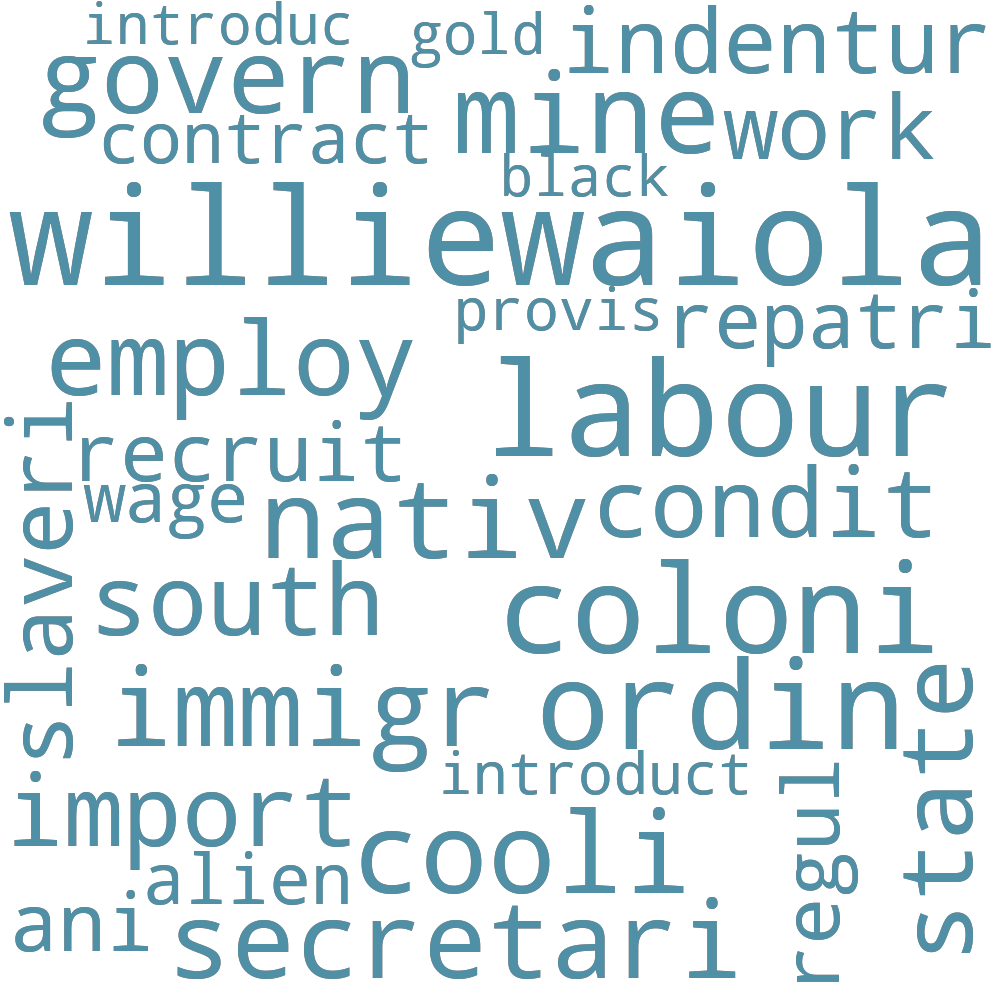 introduc gold indentur
govern
contract mine work
black
williewaiola
provis repatri
employ
labour
slaveri recruit
wage nativ condit
south coloni
immigr ordin state
introduct
import cooli regul
alien
ani secretari